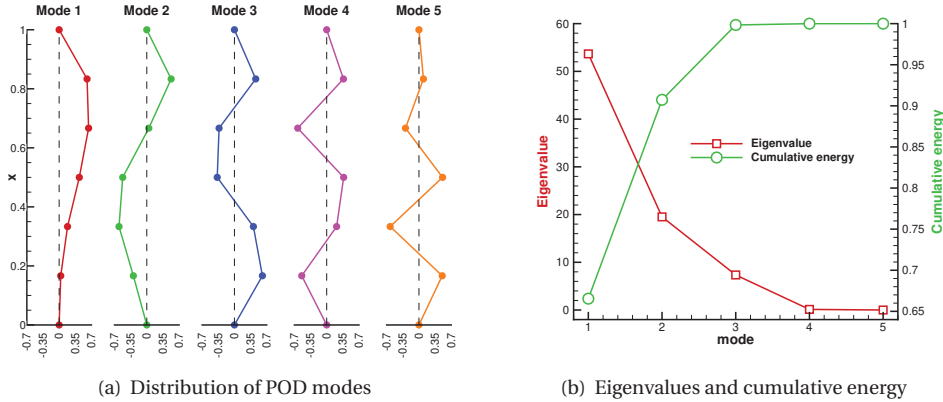 Mode 1 Mode 2 Mode 3 Mode 4 Mode 5
1
0.8
0.6
x
0.4
0.2
0
-0.7 -0.35 0 0.35 0.7 -0.7 -0.35 0 0.35 0.7 -0.7 -0.35 0 0.35 0.7 -0.7 -0.35 0 0.35 0.7 -0.7 -0.35 0 0.35 0.7
(a) Distribution of POD modes
60
50
40
30
20
10
0
Eigenvalue
Eigenvalue
Cumulative energy
1
0.95
0.9
0.85
0.8
0.75
0.7
0.65
Cumulative energy
1 2 3 4 5
mode
(b) Eigenvalues and cumulative energy